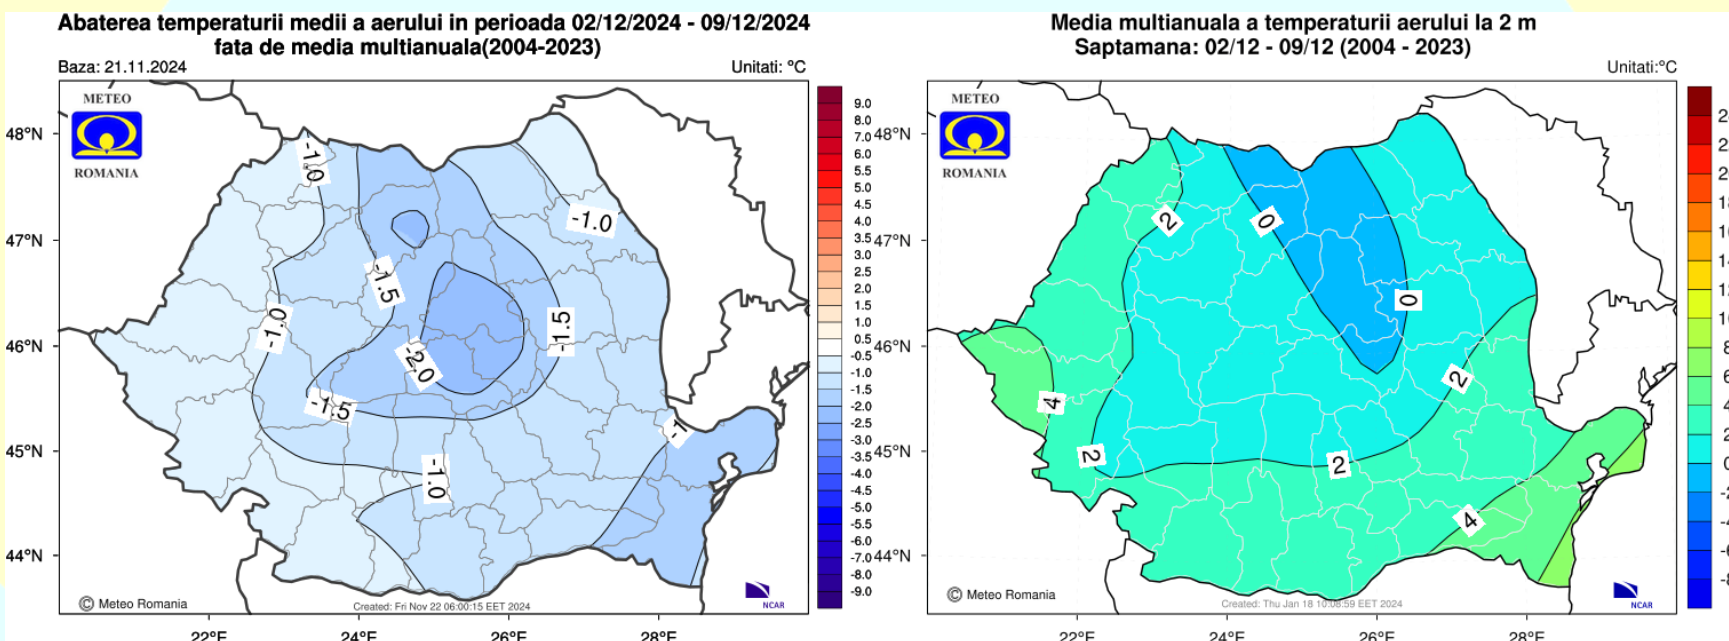 Abaterea temperaturii medii a aerului in perioada 02/12/2024 - 09/12/2024
fata de media multianuala(2004-2023)
Baza: 21.11.2024
Unitati: °C
METEO
ROMANIA
48°N
47°N
46°N
45°N
44°N
22°E
24°E
26°E
28°E
-1.0
-1.0
-1.5
-1.0
-1.5
-2.0
-1.5
-1
-1.0
9.0
8.0
7.0
6.0
5.5
5.0
4.5
4.0
3.5
3.0
2.5
2.0
1.5
1.0
0.5
-0.5
-1.0
-1.5
-2.0
-2.5
-3.0
-3.5
-4.0
-4.5
-5.0
-5.5
-6.0
-7.0
-8.0
-9.0
© Meteo Romania
Created: Fri Nov 22 06:00:15 EET 2024
NCAR
Media multianuala a temperaturii aerului la 2 m
Saptamana: 02/12 - 09/12 (2004 - 2023)
Unitati:°C
METEO
ROMANIA
48°N
47°N
46°N
45°N
44°N
22°E
24°E
26°E
28°E
2
0
0
2
4
2
2
4
8
6
4
2
0
-2
-4
-6
-8
© Meteo Romania
Created: Thu Jan 18 10:08:59 EET 2024
NCAR